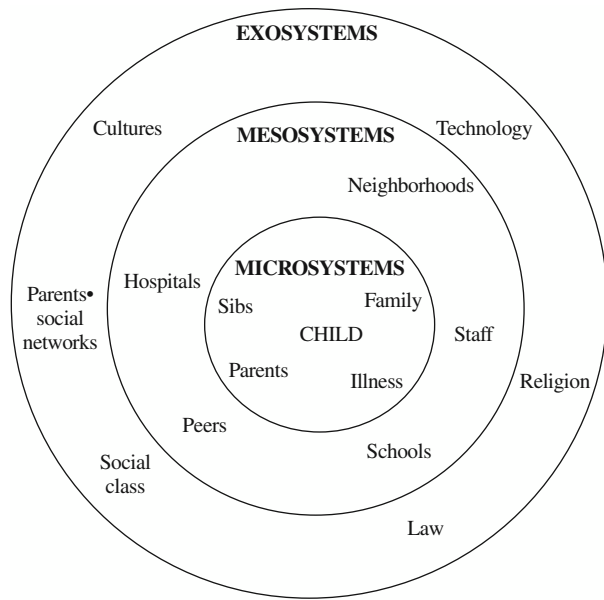 EXOSYSTEMS
Cultures
Technology
MESOSYSTEMS
Neighborhoods
MICROSYSTEMS
Hospitals
Sibs
Family
Parents•
social
networks
CHILD
Staff
Parents
Illness
Religion
Peers
Schools
Social
class
Law